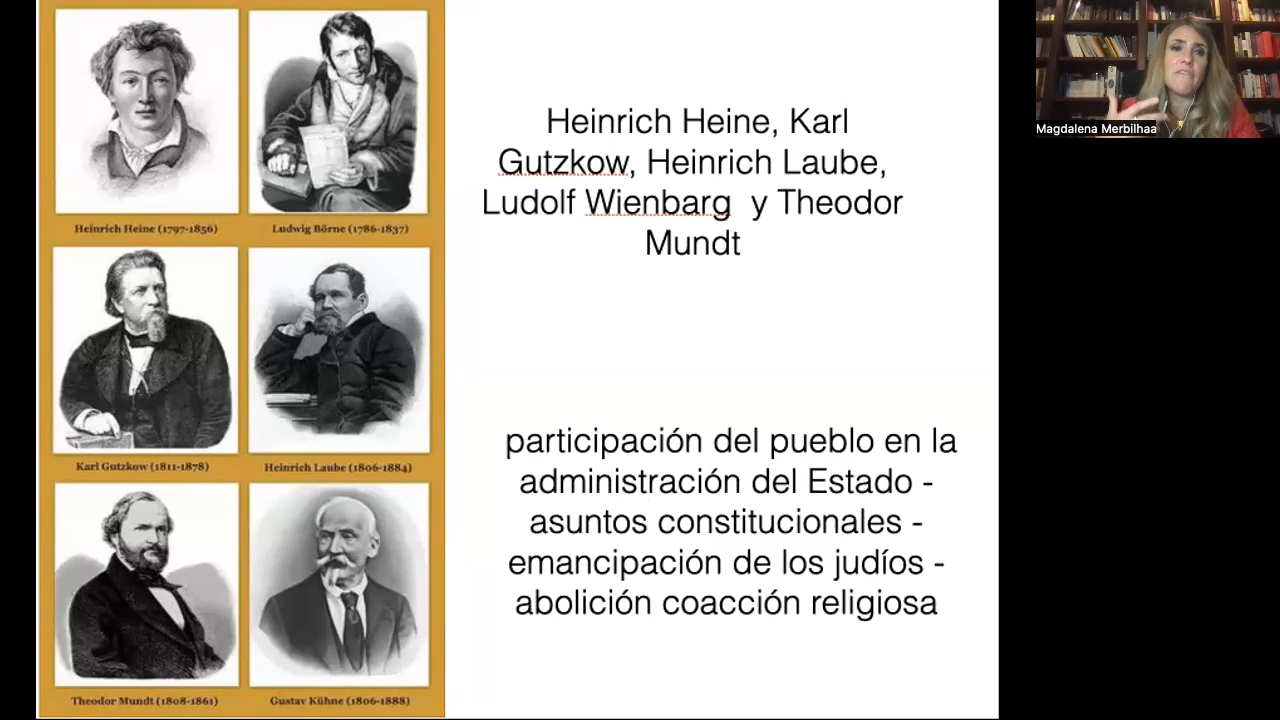 Heinrich Heine (1797-1856)
Ludwig Börne (1786-1837)
Karl Gutzkow (1811-1878)
Heinrich Laube (1806-1884)
Theodor Mundt (1808-1861)
Gustav Kühne (1806-1888)
Heinrich Heine, Karl
Gutzkow, Heinrich Laube,
Ludolf Wienbarg y Theodor
Mundt
participación del pueblo en la
administración del Estado -
asuntos constitucionales -
emancipación de los judíos -
abolición coacción religiosa
Magdalena Merbilhaa